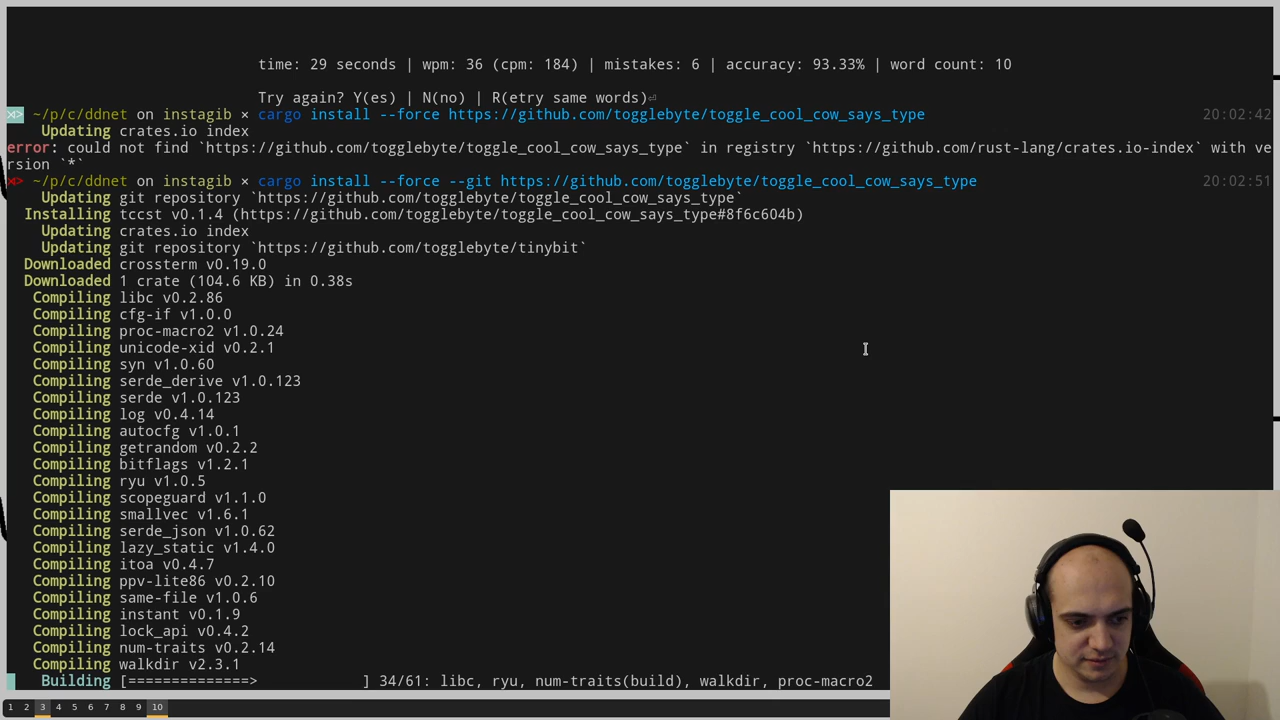 time: 29 seconds | wpm: 36 (cpm: 184) | mistakes: 6 | accuracy: 93.33% | word count: 10
Try again? Y(es) | N(no) | R(etry same words)⏎
~/p/c/ddnet on instagib × cargo install --force https://github.com/togglebyte/toggle_cool_cow_says_type 20:02:42
Updating crates.io index
error: could not find `https://github.com/togglebyte/toggle_cool_cow_says_type` in registry `https://github.com/rust-lang/crates.io-index` with ve
rsion `*`
~/p/c/ddnet on instagib × cargo install --force --git https://github.com/togglebyte/toggle_cool_cow_says_type 20:02:51
Updating git repository `https://github.com/togglebyte/toggle_cool_cow_says_type`
Installing tccst v0.1.4 (https://github.com/togglebyte/toggle_cool_cow_says_type#8f6c604b)
Updating crates.io index
Updating git repository `https://github.com/togglebyte/tinybit`
Downloaded crossterm v0.19.0
Downloaded 1 crate (104.6 KB) in 0.38s
Compiling libc v0.2.86
Compiling cfg-if v1.0.0
Compiling proc-macro2 v1.0.24
Compiling unicode-xid v0.2.1
Compiling syn v1.0.60
Compiling serde_derive v1.0.123
Compiling serde v1.0.123
Compiling log v0.4.14
Compiling autocfg v1.0.1
Compiling getrandom v0.2.2
Compiling bitflags v1.2.1
Compiling ryu v1.0.5
Compiling scopeguard v1.1.0
Compiling smallvec v1.6.1
Compiling serde_json v1.0.62
Compiling lazy_static v1.4.0
Compiling itoa v0.4.7
Compiling ppv-lite86 v0.2.10
Compiling same-file v1.0.6
Compiling instant v0.1.9
Compiling lock_api v0.4.2
Compiling num-traits v0.2.14
Compiling walkdir v2.3.1
Building [==============> ] 34/61: libc, ryu, num-traits(build), walkdir, proc-macro2
1 2 3 4 5 6 7 8 9 10